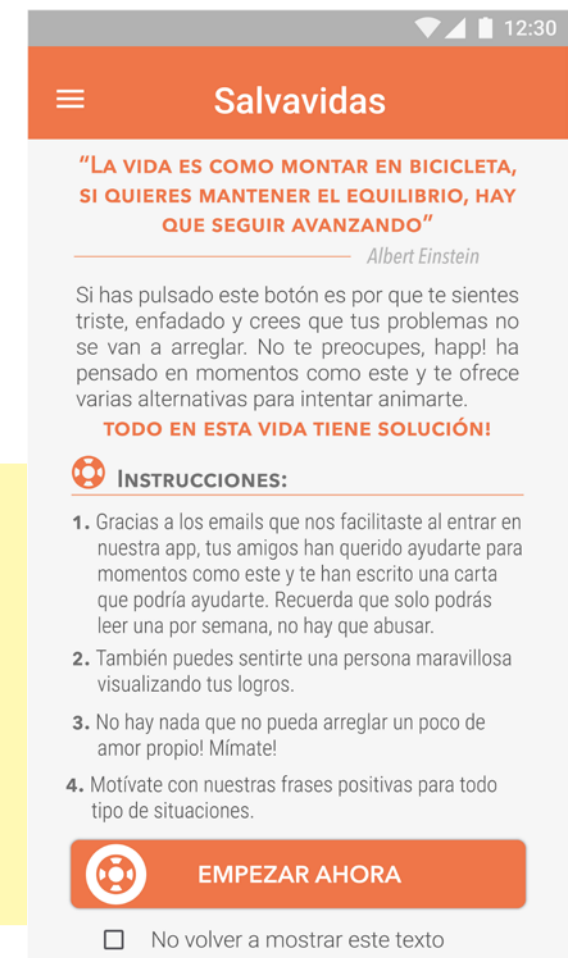 12:30
Salvavidas
“LA VIDA ES COMO MONTAR EN BICICLETA,
SI QUIERES MANTENER EL EQUILIBRIO, HAY
QUE SEGUIR AVANZANDO”
Albert Einstein
Si has pulsado este botón es por que te sientes
triste, enfadado y crees que tus problemas no
se van a arreglar. No te preocupes, happ! ha
pensado en momentos como este y te ofrece
varias alternativas para intentar animarte.
TODO EN ESTA VIDA TIENE SOLUCIÓN!
INSTRUCCIONES:
1. Gracias a los emails que nos facilitaste al entrar en
nuestra app, tus amigos han querido ayudarte para
momentos como este y te han escrito una carta
que podría ayudarte. Recuerda que solo podrás
leer una por semana, no hay que abusar.
2. También puedes sentirte una persona maravillosa
visualizando tus logros.
3. No hay nada que no pueda arreglar un poco de
amor propio! Mímate!
4. Motívate con nuestras frases positivas para todo
tipo de situaciones.
EMPEZAR AHORA
No volver a mostrar este texto